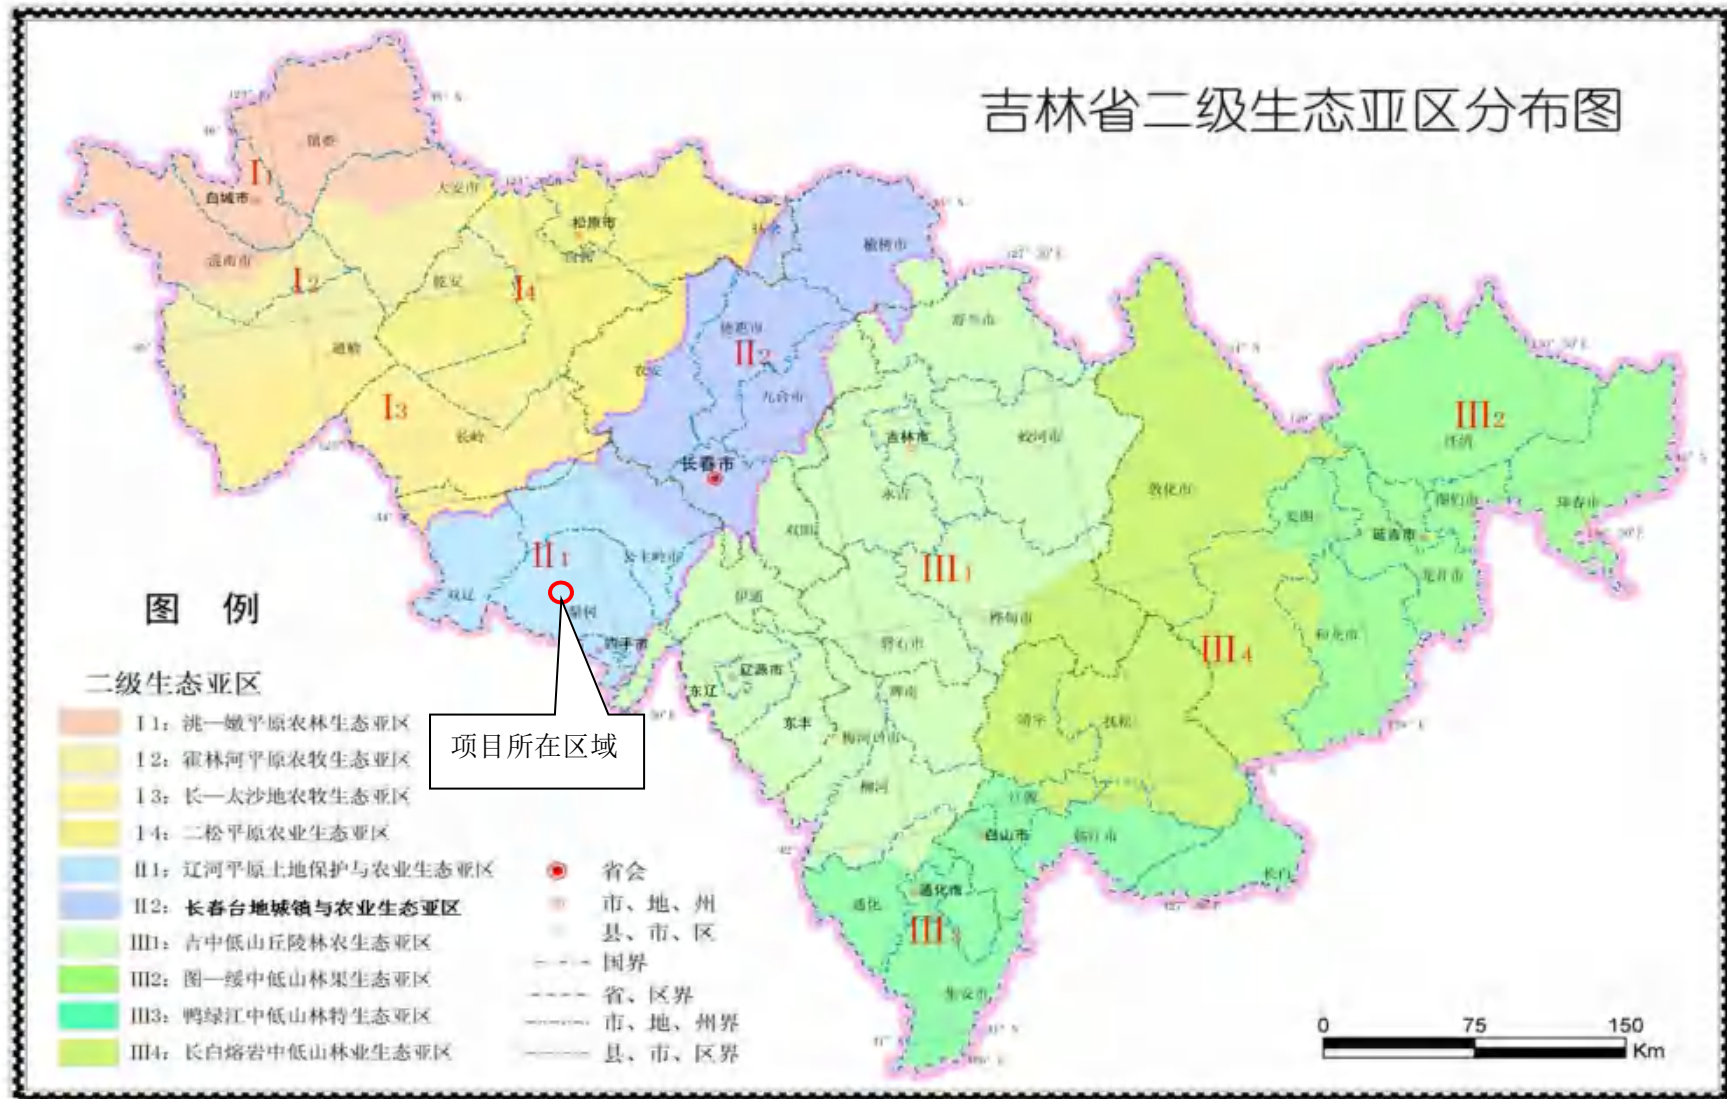 吉林省二级生态亚区分布图
镇赉
I1
白城市
大安市
洮南市
I2
松原市
扶余
榆树市
乾安
I4
通榆
德惠市
II2
农安
九台市
舒兰市
I3
长岭
长春市
吉林市
蛟河市
永吉
双阳
敦化市
III2
汪清
珲春市
图们市
安图
延吉市
龙井市
II1
公主岭市
双辽
梨树
四平市
伊通
III1
桦甸市
磐石市
III4
和龙市
辽源市
东辽
东丰
辉南
梅河口市
靖宇
抚松
柳河
江源
白山市
临江市
长白
通化
通化市
III3
集安市
项目所在区域
图 例
二级生态亚区
I1：洮—嫩平原农林生态亚区
I2：霍林河平原农牧生态亚区
I3：长—太沙地农牧生态亚区
I4：二松平原农业生态亚区
II1：辽河平原土地保护与农业生态亚区
II2：长春台地城镇与农业生态亚区
III1：吉中低山丘陵林农生态亚区
III2：图—绥中低山林果生态亚区
III3：鸭绿江中低山林特生态亚区
III4：长白熔岩中低山林业生态亚区
省会
市、地、州
县、市、区
国界
省、区界
市、地、州界
县、市、区界
0 75 150
Km